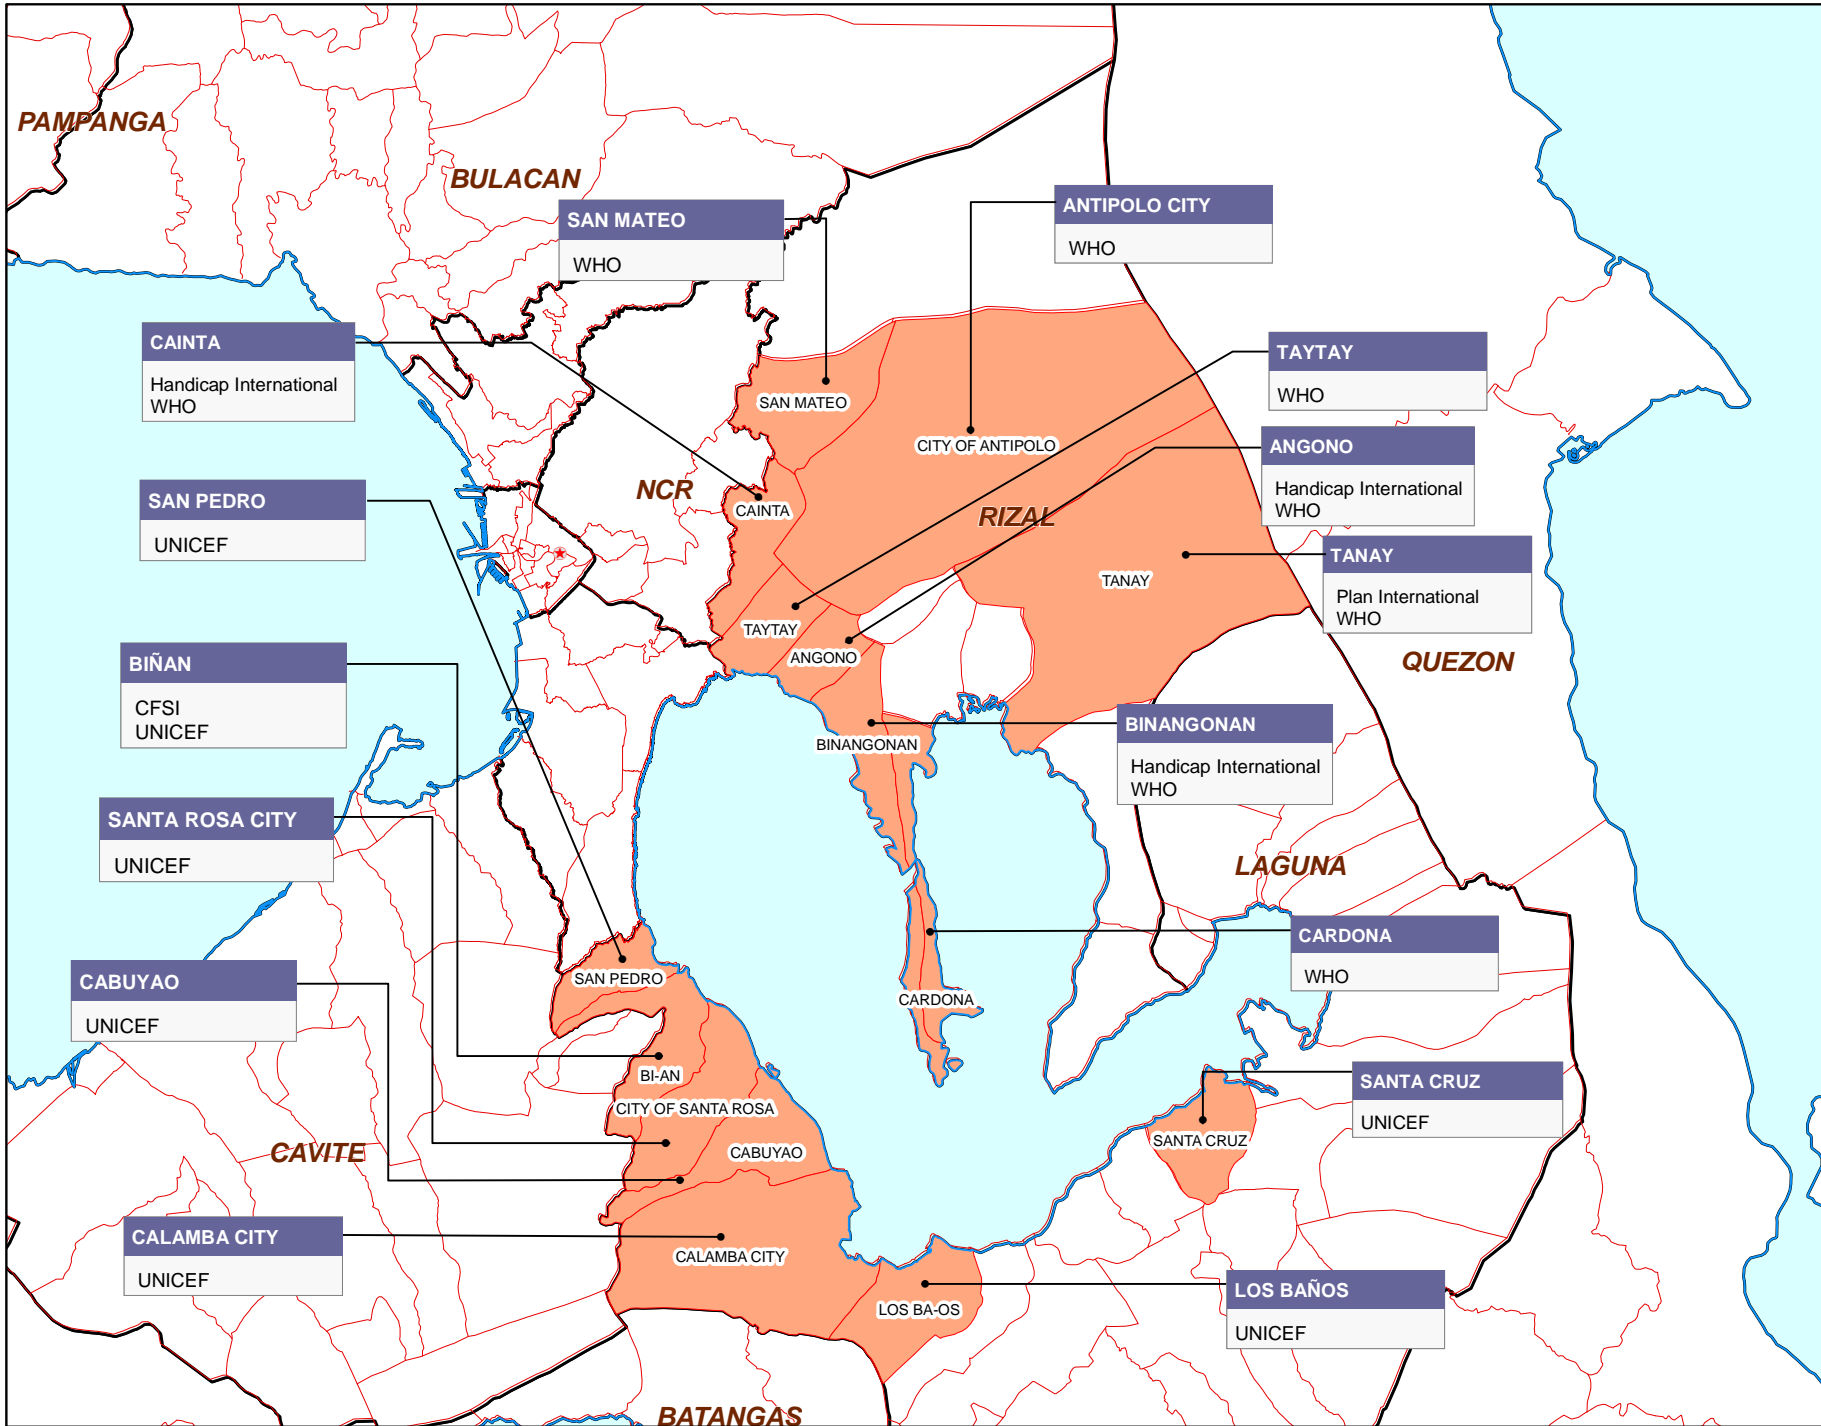 PAMPANGA
BULACAN
SAN MATEO
WHO
ANTIPOLO CITY
WHO
CAINTA
Handicap International
WHO
TAYTAY
WHO
SAN MATEO
CITY OF ANTIPOLO
ANGONO
Handicap International
WHO
SAN PEDRO
UNICEF
NCR
CAINTA
RIZAL
TANAY
Plan International
WHO
TANAY
TAYTAY
ANGONO
QUEZON
BIÑAN
CFSI
UNICEF
BINANGONAN
Handicap International
WHO
BINANGONAN
SANTA ROSA CITY
UNICEF
LAGUNA
CARDONA
WHO
SAN PEDRO
CARDONA
CABUYAO
UNICEF
BI-AN
SANTA CRUZ
UNICEF
CITY OF SANTA ROSA
SANTA CRUZ
CAVITE
CABUYAO
CALAMBA CITY
UNICEF
CALAMBA CITY
LOS BAÑOS
UNICEF
LOS BA-OS
BATANGAS